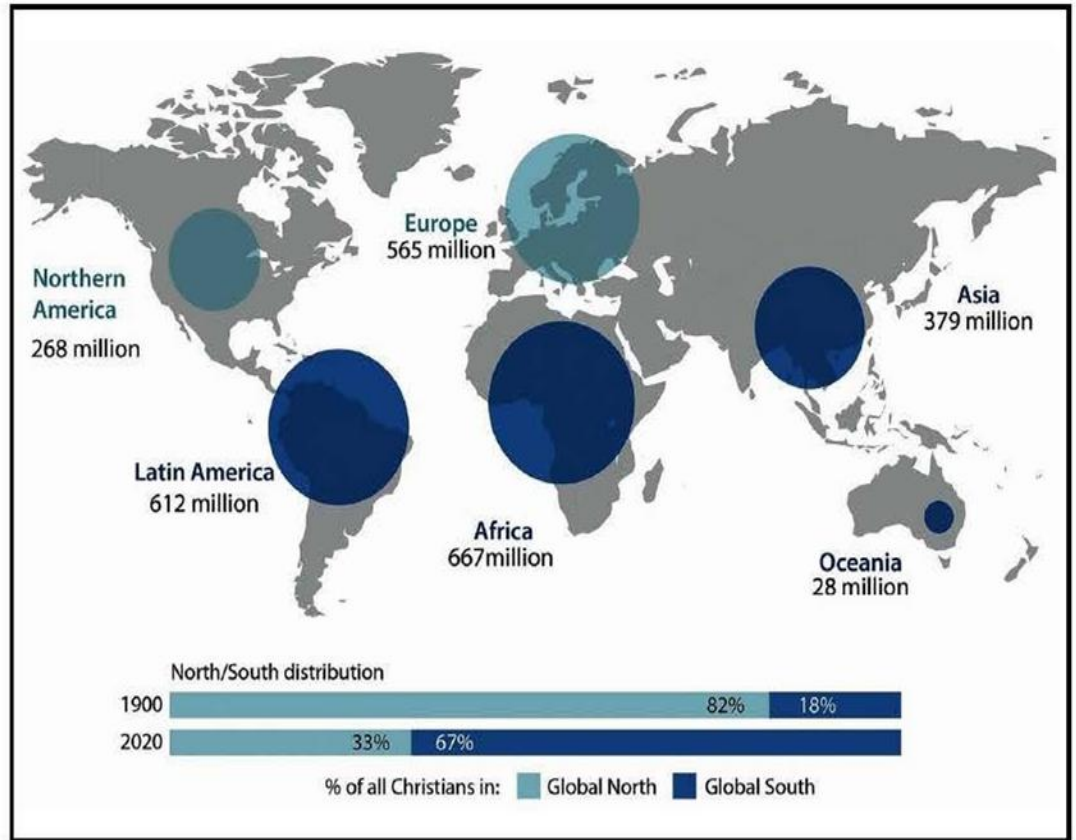 Europe
565 million
Northern
America
268 million
Asia
379 million
Latin America
612 million
Africa
667million
Oceania
28 million
North/South distribution
1900 82% 18%
2020 33% 67%
% of all Christians in: Global North Global South